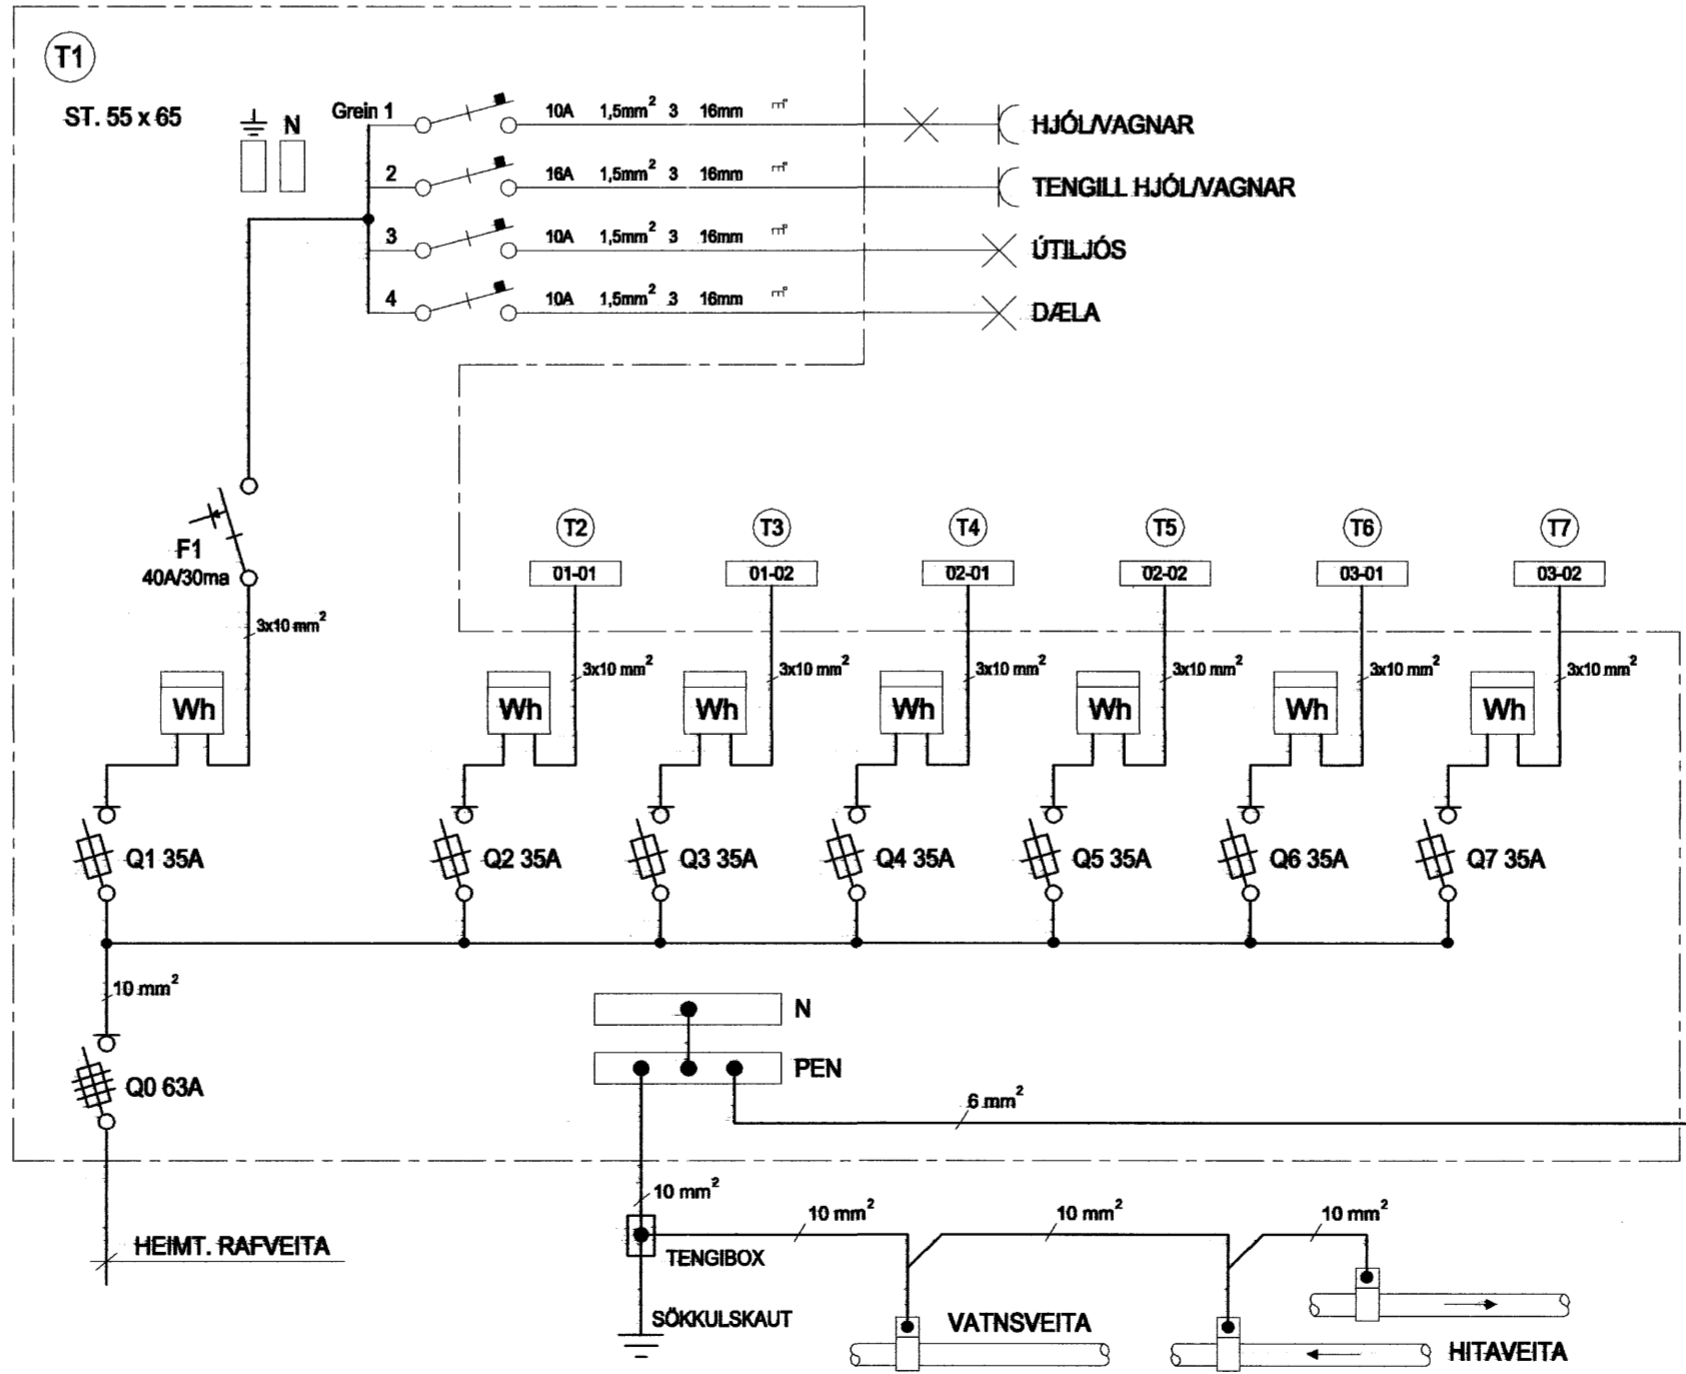 T1
ST. 55 x 65
N
Grein 1 10A 1,5mm² 3 16mm m² HJÓL/VAGNAR
2 16A 1,5mm² 3 16mm m² TENGILL HJÓL/VAGNAR
3 10A 1,5mm² 3 16mm m² ÚTILJÓS
4 10A 1,5mm² 3 16mm m² DÆLA
F1
40A/30ma
3x10 mm²
T2 T3 T4 T5 T6 T7
01-01 01-02 02-01 02-02 03-01 03-02
3x10 mm² 3x10 mm² 3x10 mm² 3x10 mm² 3x10 mm² 3x10 mm²
Wh Wh Wh Wh Wh Wh Wh
Q1 35A Q2 35A Q3 35A Q4 35A Q5 35A Q6 35A Q7 35A
10 mm²
N
PEN
Q0 63A
6 mm²
10 mm²
10 mm² 10 mm² 10 mm²
HEIMT. RAFVEITA
TENGIBOX
SÖKKULSKAUT
VATNSVEITA
HITAVEITA